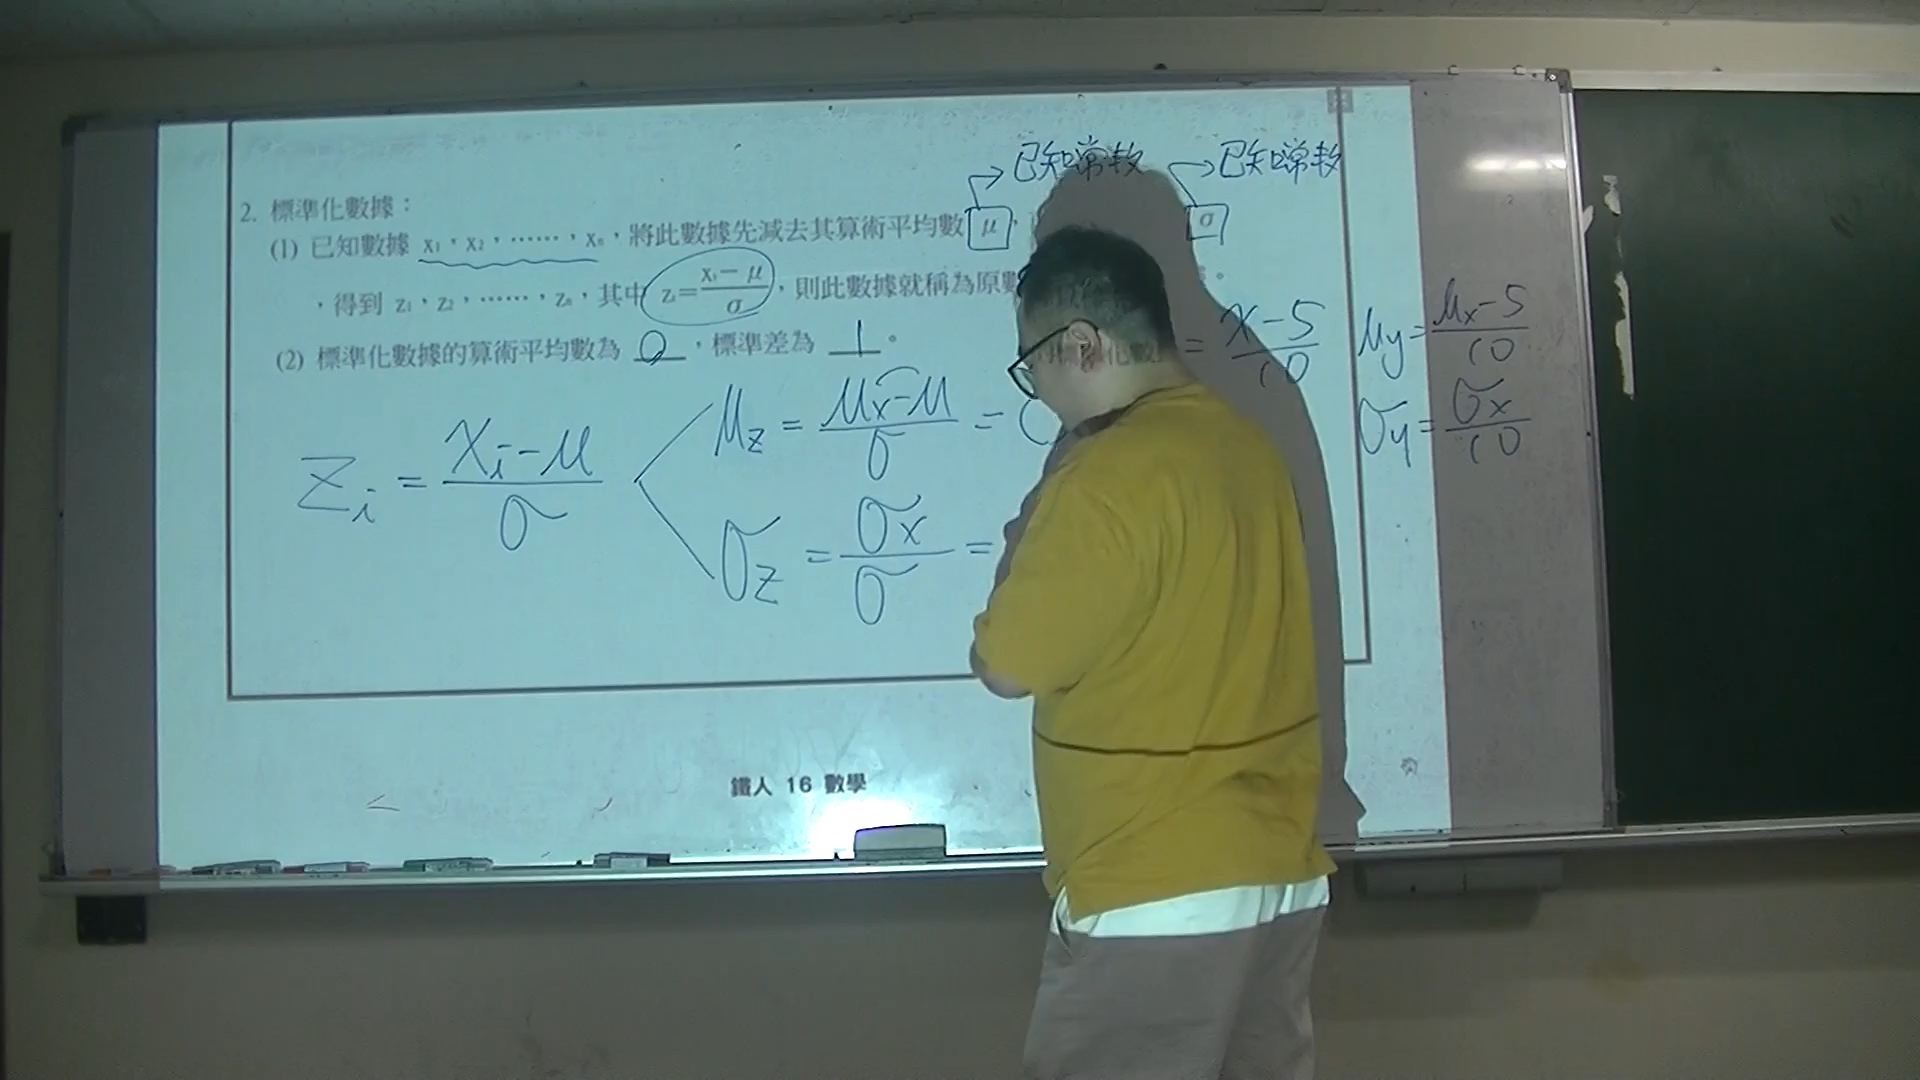 →已知常數 →已知常數
2. 標準化數據：
(1) 已知數據 x₁，x₂，⋯⋯，xₙ，將此數據先減去其算術平均數 μ， σ
，得到 z₁，z₂，⋯⋯，zₙ，其中 zᵢ=(xᵢ−μ)/σ，則此數據就稱為原數
(2) 標準化數據的算術平均數為 0，標準差為 1。
= (x-5)/10
μy = (μx-5)/10
σy = σx/10
Zᵢ = (xᵢ-μ)/σ
μz = (μx-μ)/σ =
σz = σx/σ =
鐵人 16 數學